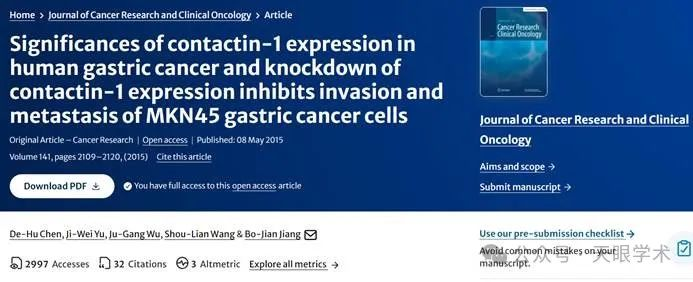 Home > Journal of Cancer Research and Clinical Oncology > Article
Significances of contactin-1 expression in
human gastric cancer and knockdown of
contactin-1 expression inhibits invasion and
metastasis of MKN45 gastric cancer cells
Original Article – Cancer Research | Open access | Published: 08 May 2015
Volume 141, pages 2109–2120, (2015) Cite this article
Download PDF
You have full access to this open access article
Journal of Cancer Research and Clinical
Oncology
Aims and scope →
Submit manuscript →
De-Hu Chen, Ji-Wei Yu, Ju-Gang Wu, Shou-Lian Wang & Bo-Jian Jiang
2997 Accesses 32 Citations 3 Altmetric Explore all metrics →
Use our pre-submission checklist →
Avoid common mistakes on your
manuscript.
公众号 · 天眼学术